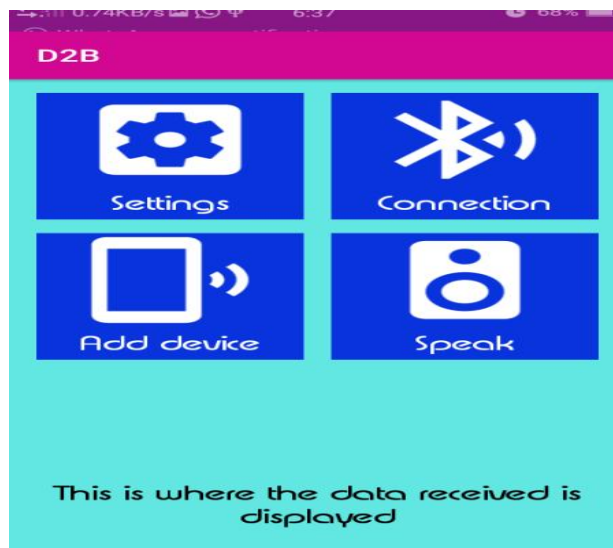 0.74KB/s 6:37 68%
D2B
Settings Connection
Add device Speak
This is where the data received is
displayed